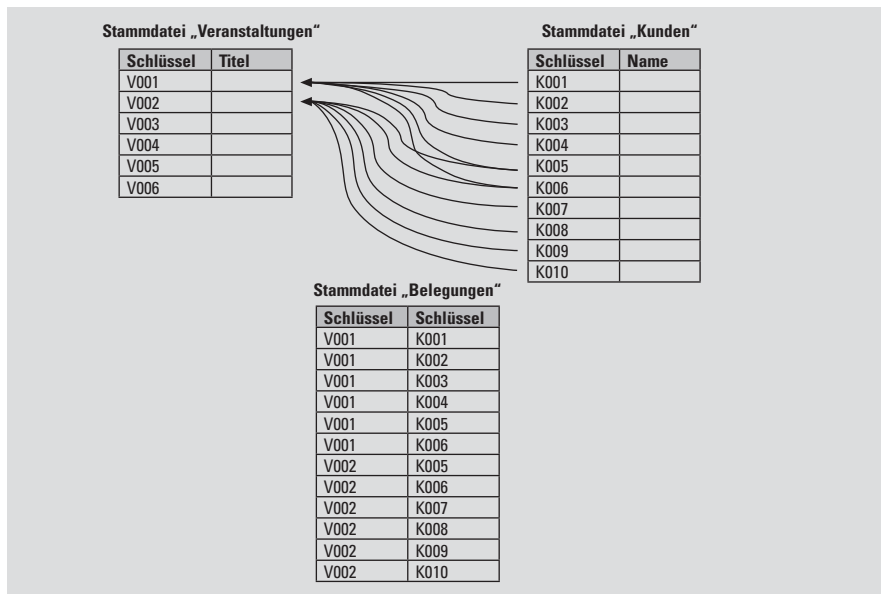 Stammdatei „Veranstaltungen“
Schlüssel Titel
V001
V002
V003
V004
V005
V006
Stammdatei „Kunden“
Schlüssel Name
K001
K002
K003
K004
K005
K006
K007
K008
K009
K010
Stammdatei „Belegungen“
Schlüssel Schlüssel
V001 K001
V001 K002
V001 K003
V001 K004
V001 K005
V001 K006
V002 K005
V002 K006
V002 K007
V002 K008
V002 K009
V002 K010